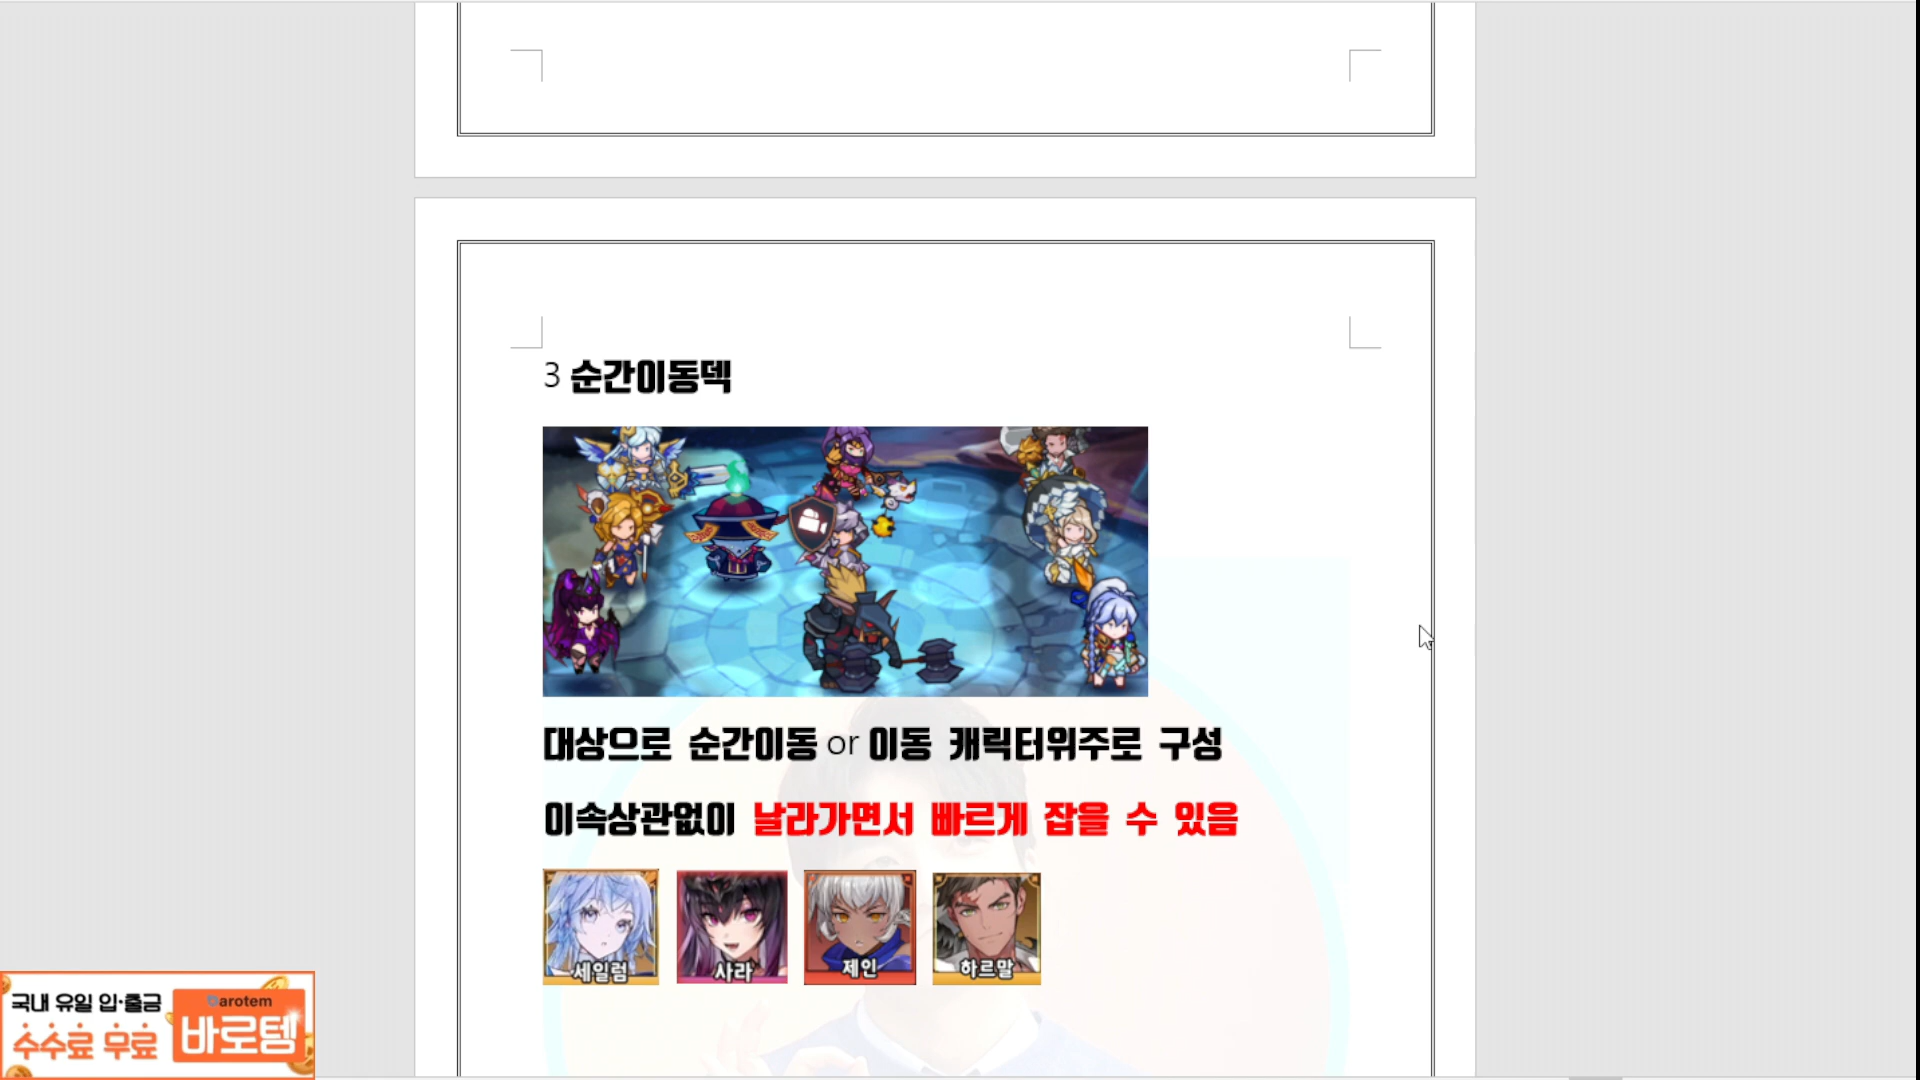 3 순간이동덱
대상으로 순간이동 or 이동 캐릭터위주로 구성
이속상관없이 날라가면서 빠르게 잡을 수 있음
세일럼 사라 제인 하르말
국내 유일 입·출금
수수료 무료
barotem
바로템